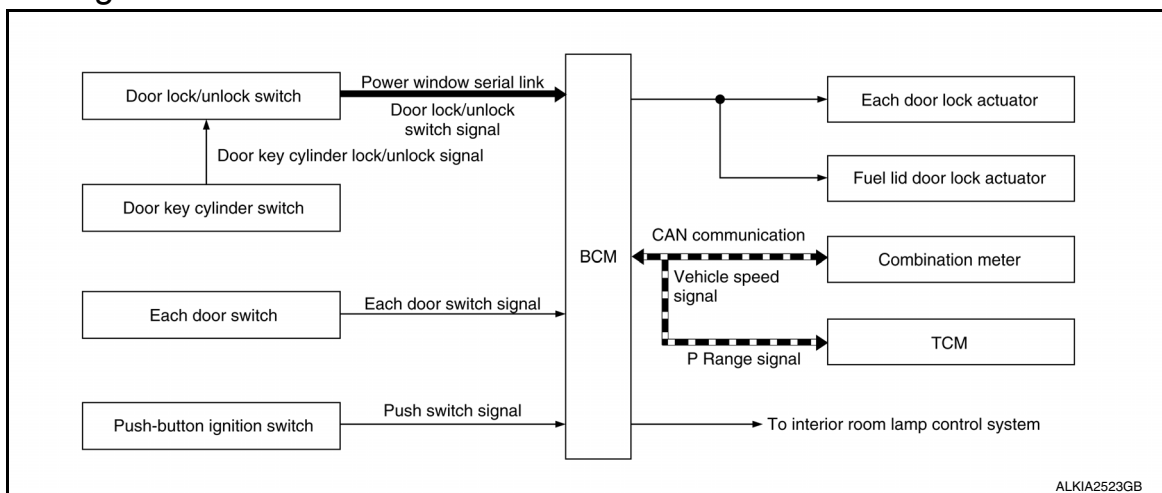 Door lock/unlock switch
Power window serial link
Door lock/unlock
switch signal
Door key cylinder lock/unlock signal
Door key cylinder switch
Each door switch
Each door switch signal
Push-button ignition switch
Push switch signal
BCM
Each door lock actuator
Fuel lid door lock actuator
CAN communication
Combination meter
Vehicle speed
signal
TCM
P Range signal
To interior room lamp control system
ALKIA2523GB